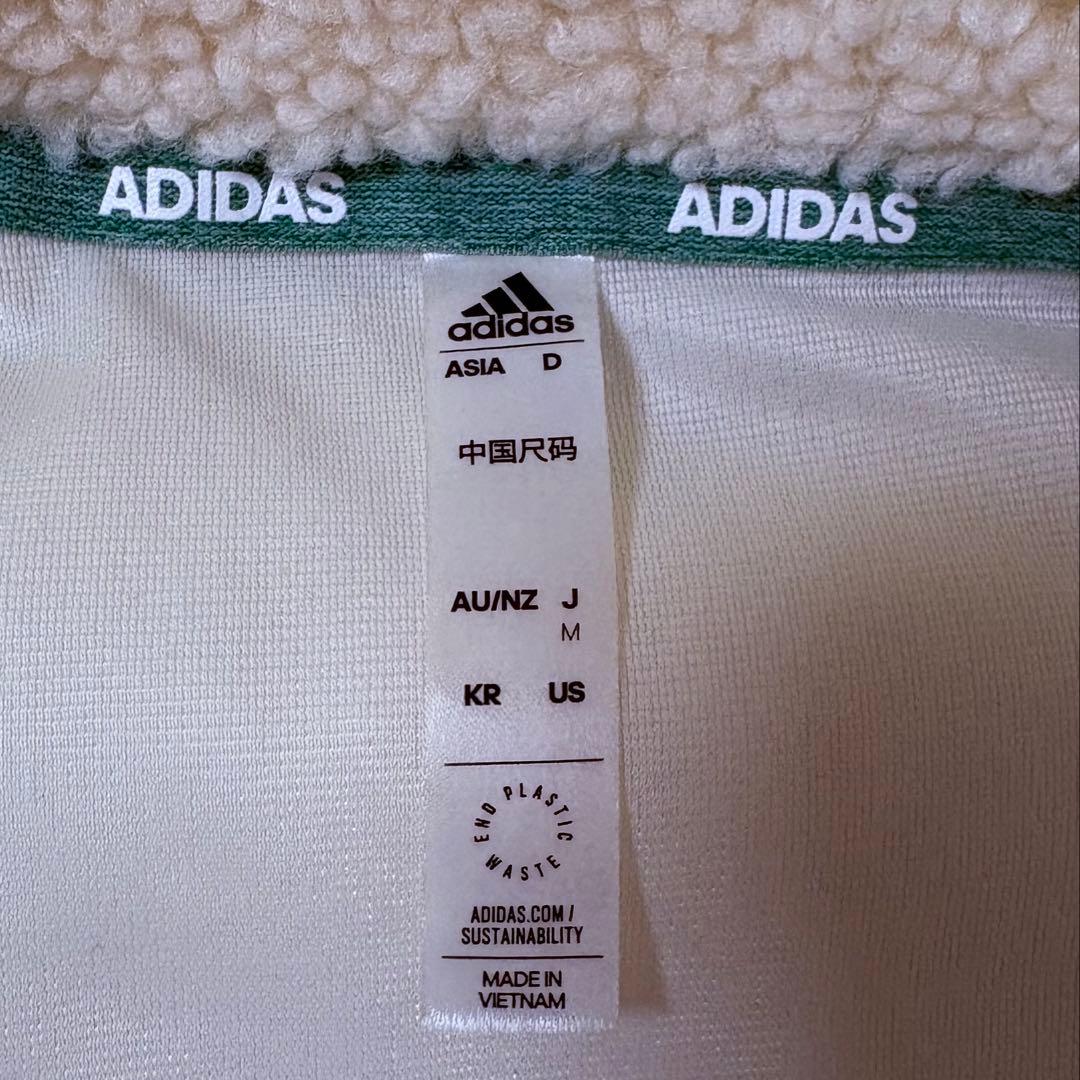 ADIDAS ADIDAS
adidas
ASIA D
中国尺码
AU/NZ J
M
KR US
END PLASTIC WASTE
ADIDAS.COM /
SUSTAINABILITY
MADE IN
VIETNAM